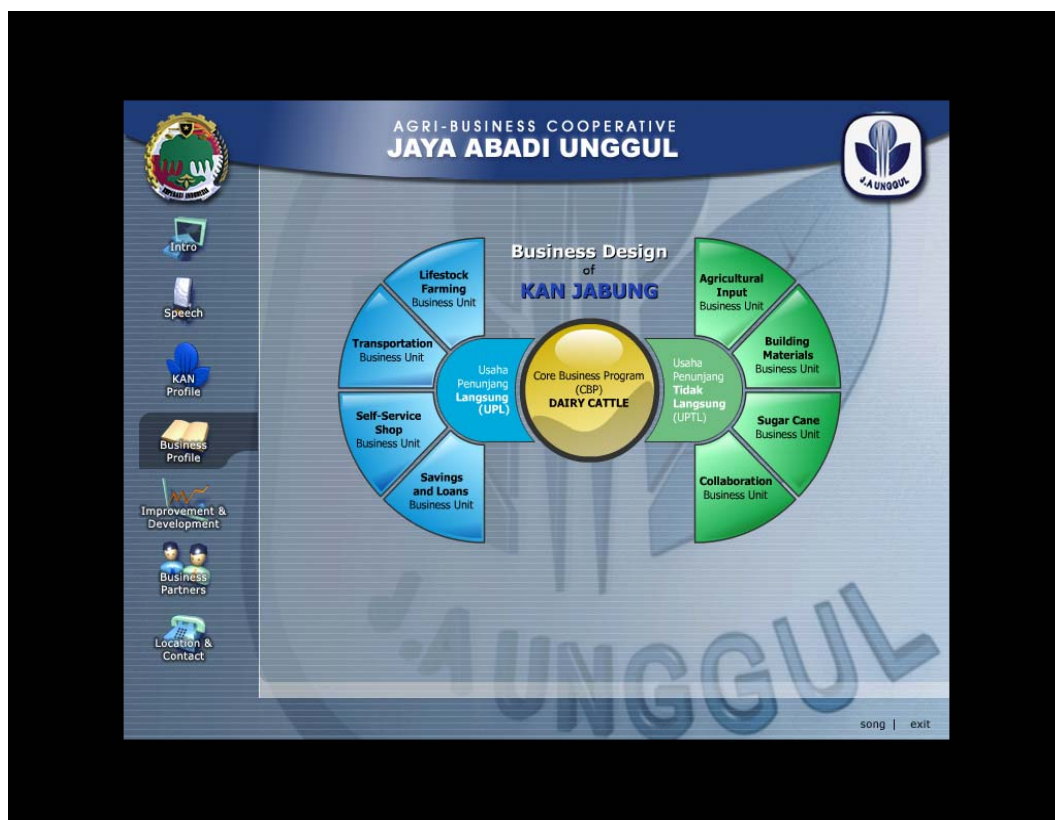 AGRI-BUSINESS COOPERATIVE
JAYA ABADI UNGGUL
KOPERASI INDONESIA
J.A UNGGUL
Intro
Speech
KAN
Profile
Business
Profile
Improvement &
Development
Business
Partners
Location &
Contact
Business Design
of
KAN JABUNG
Lifestock
Farming
Business Unit
Transportation
Business Unit
Self-Service
Shop
Business Unit
Savings
and Loans
Business Unit
Usaha
Penunjang
Langsung
(UPL)
Core Business Program
(CBP)
DAIRY CATTLE
Usaha
Penunjang
Tidak
Langsung
(UPTL)
Agricultural
Input
Business Unit
Building
Materials
Business Unit
Sugar Cane
Business Unit
Collaboration
Business Unit
J.A UNGGUL
song | exit